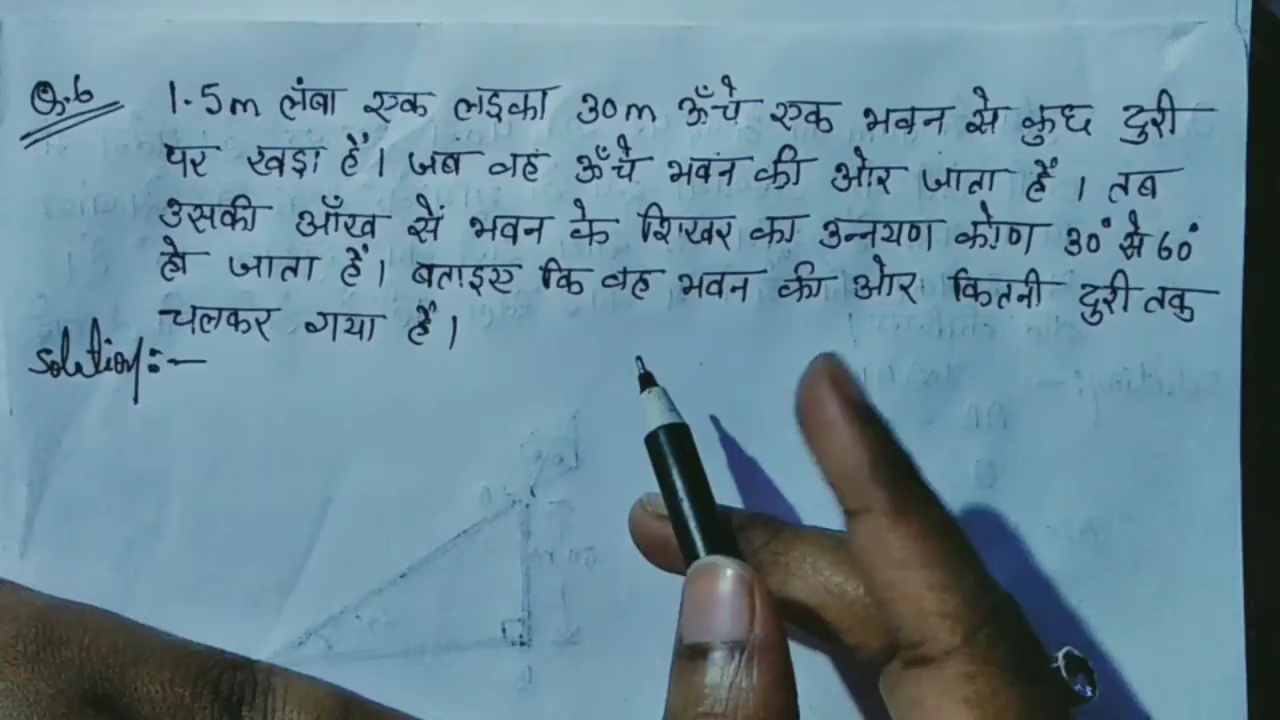 Q.6 1.5m लंबा एक लड़का 30m ऊँचे एक भवन से कुछ दुरी
पर खड़ा हैं। जब वह ऊँचे भवन की ओर जाता हैं। तब
उसकी आँख सें भवन के शिखर का उन्नयण कोण 30° से 60°
हो जाता हैं। बताइए कि वह भवन की ओर कितनी दुरी तक
चलकर गया हैं।
Solution:-